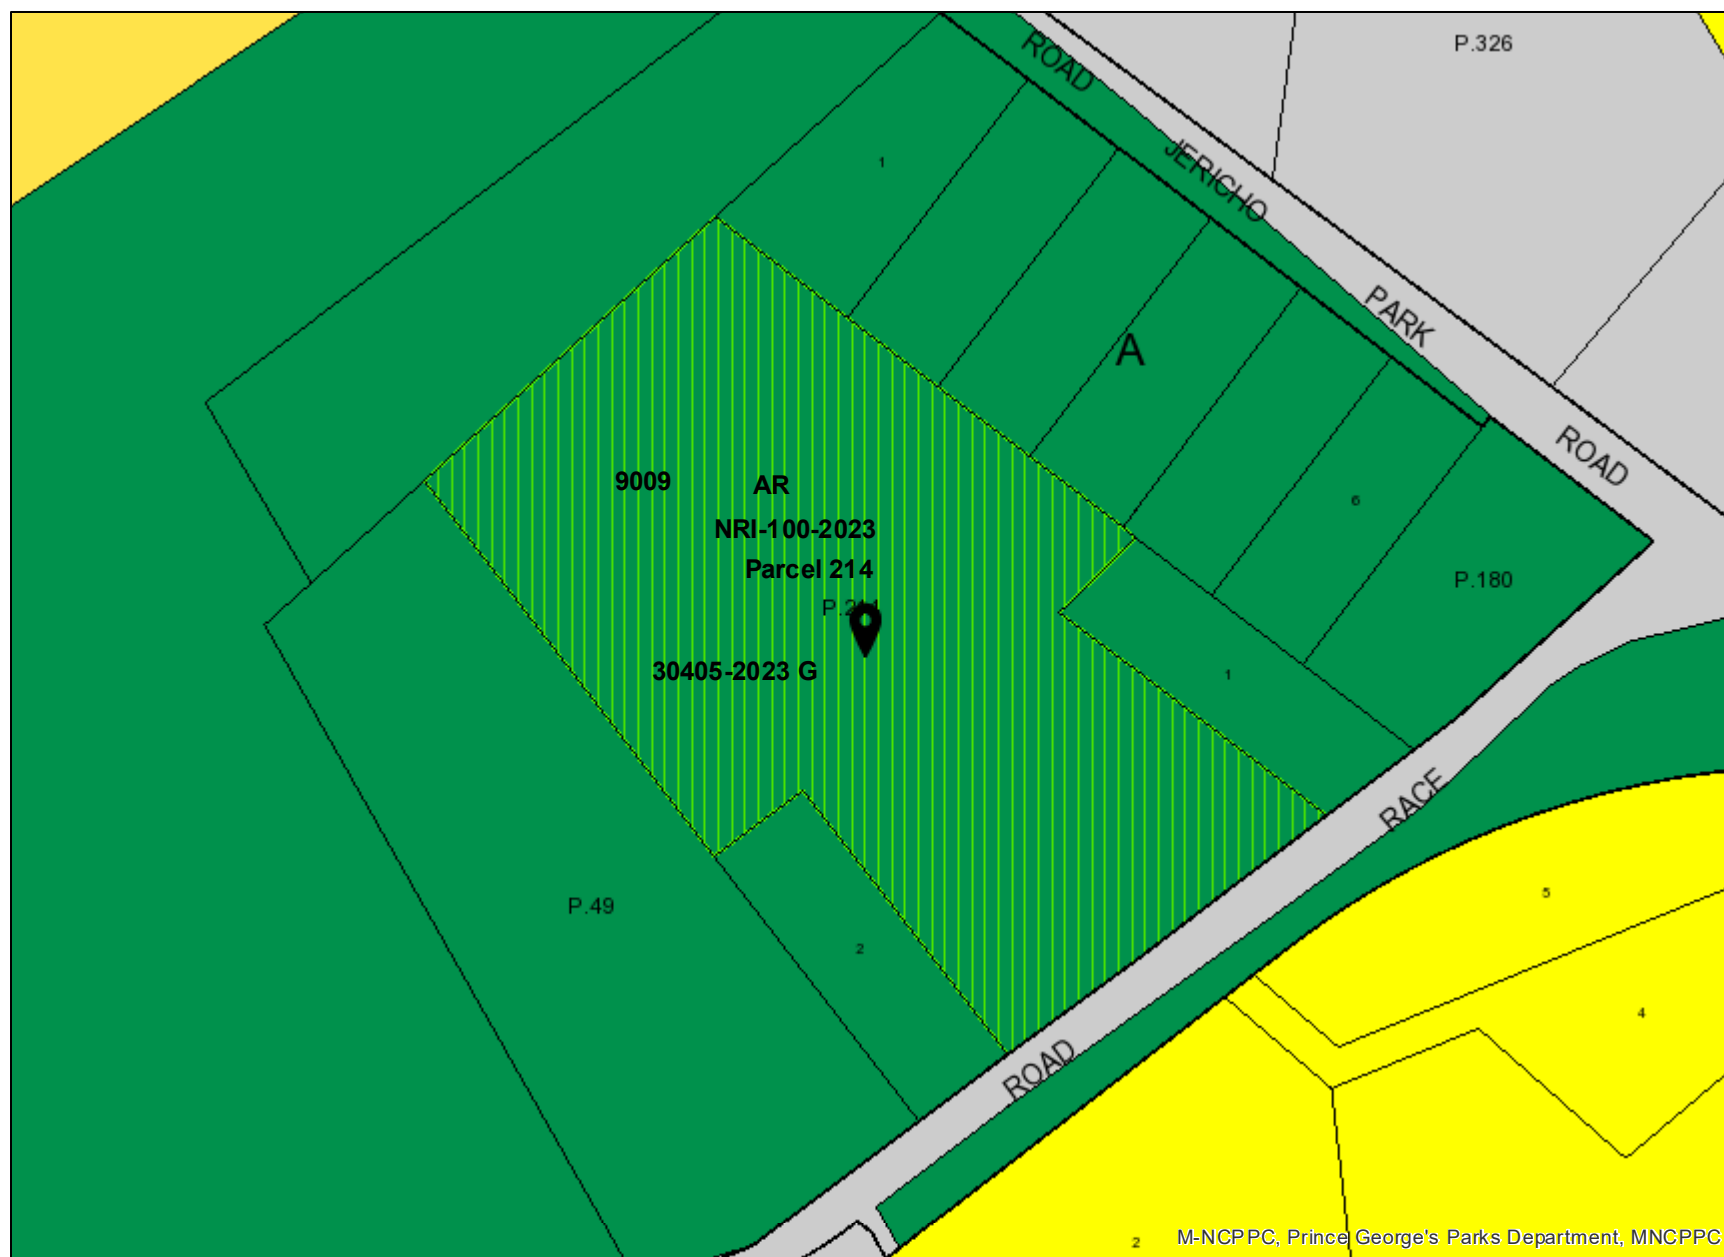 P.326
ROAD
JERICHO
1
PARK
A
ROAD
9009
AR
6
NRI-100-2023
Parcel 214
P.180
1
30405-2023 G
RACE
5
P.49
2
4
ROAD
2
M-NCPPC, Prince George's Parks Department, MNCPPC